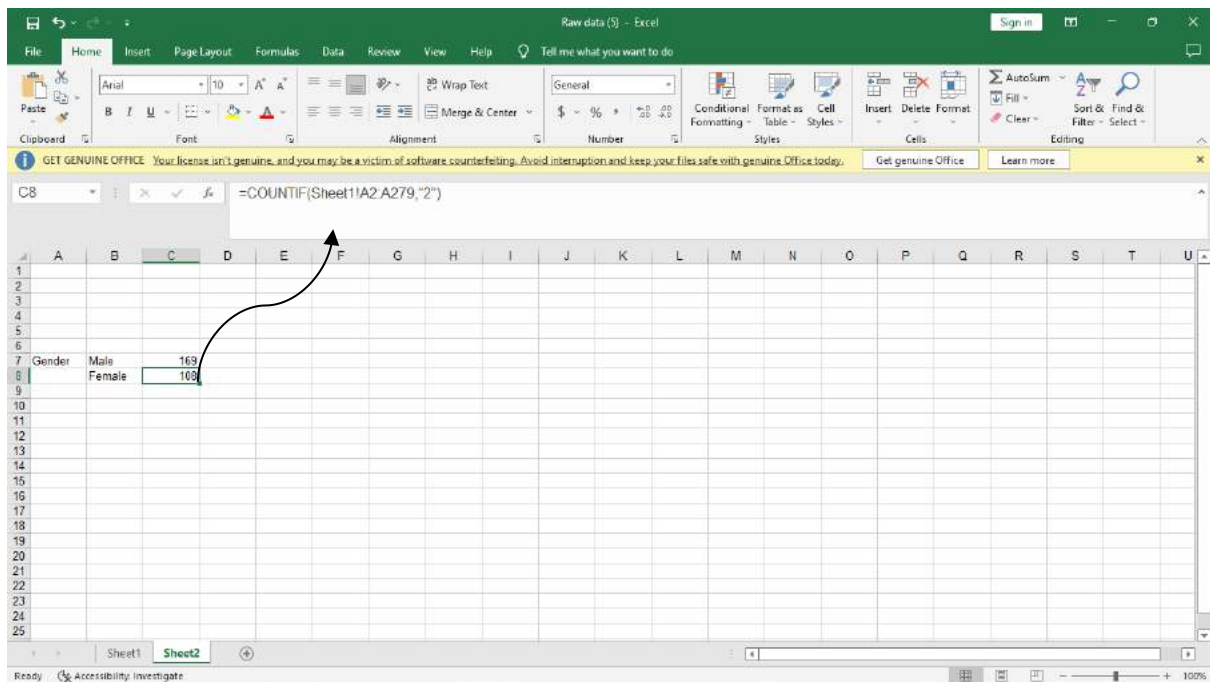 Raw data (5) - Excel
Sign in
File Home Insert Page Layout Formulas Data Review View Help Tell me what you want to do
Paste
Clipboard
Arial 10 A A
B I U A
Font
Wrap Text
Merge & Center
Alignment
General
$ % ,
Number
Conditional Formatting
Format as Table
Cell Styles
Styles
Insert Delete Format
Cells
AutoSum
Fill
Clear
Sort & Filter
Find & Select
Editing
GET GENUINE OFFICE Your license isn't genuine, and you may be a victim of software counterfeiting. Avoid interruption and keep your files safe with genuine Office today. Get genuine Office Learn more
C8 fx =COUNTIF(Sheet1!A2:A279,"2")
A B C D E F G H I J K L M N O P Q R S T U
1
2
3
4
5
6
7 Gender Male 169
8 Female 108
9
10
11
12
13
14
15
16
17
18
19
20
21
22
23
24
25
Sheet1 Sheet2
Ready Accessibility: Investigate 100%